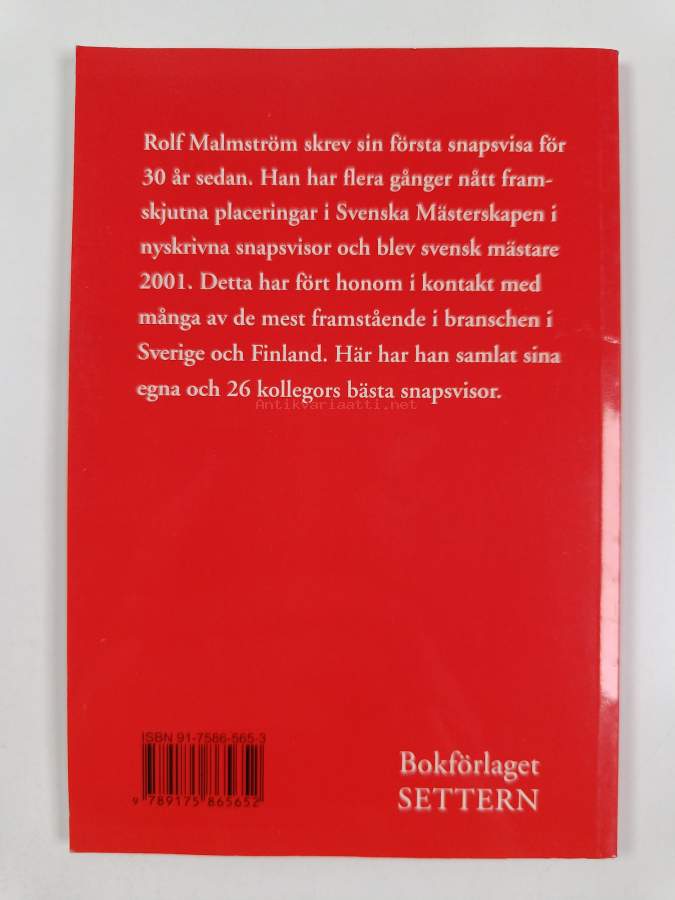 Rolf Malmström skrev sin första snapsvisa för
30 år sedan. Han har flera gånger nått fram-
skjutna placeringar i Svenska Mästerskapen i
nyskrivna snapsvisor och blev svensk mästare
2001. Detta har fört honom i kontakt med
många av de mest framstående i branschen i
Sverige och Finland. Här har han samlat sina
egna och 26 kollegors bästa snapsvisor.
Antikvariaatti.net
ISBN 91-7586-565-3
9 789175 865652
Bokförlaget
SETTERN